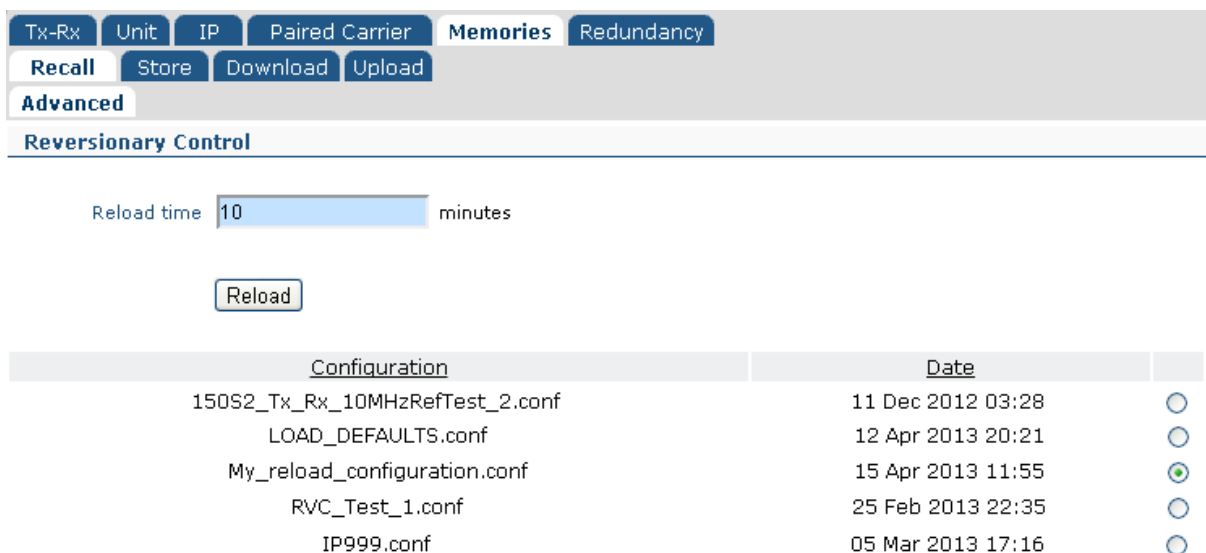 Tx-Rx Unit IP Paired Carrier Memories Redundancy
Recall Store Download Upload
Advanced
Reversionary Control
Reload time 10 minutes
Reload
Configuration Date
150S2_Tx_Rx_10MHzRefTest_2.conf 11 Dec 2012 03:28
LOAD_DEFAULTS.conf 12 Apr 2013 20:21
My_reload_configuration.conf 15 Apr 2013 11:55
RVC_Test_1.conf 25 Feb 2013 22:35
IP999.conf 05 Mar 2013 17:16